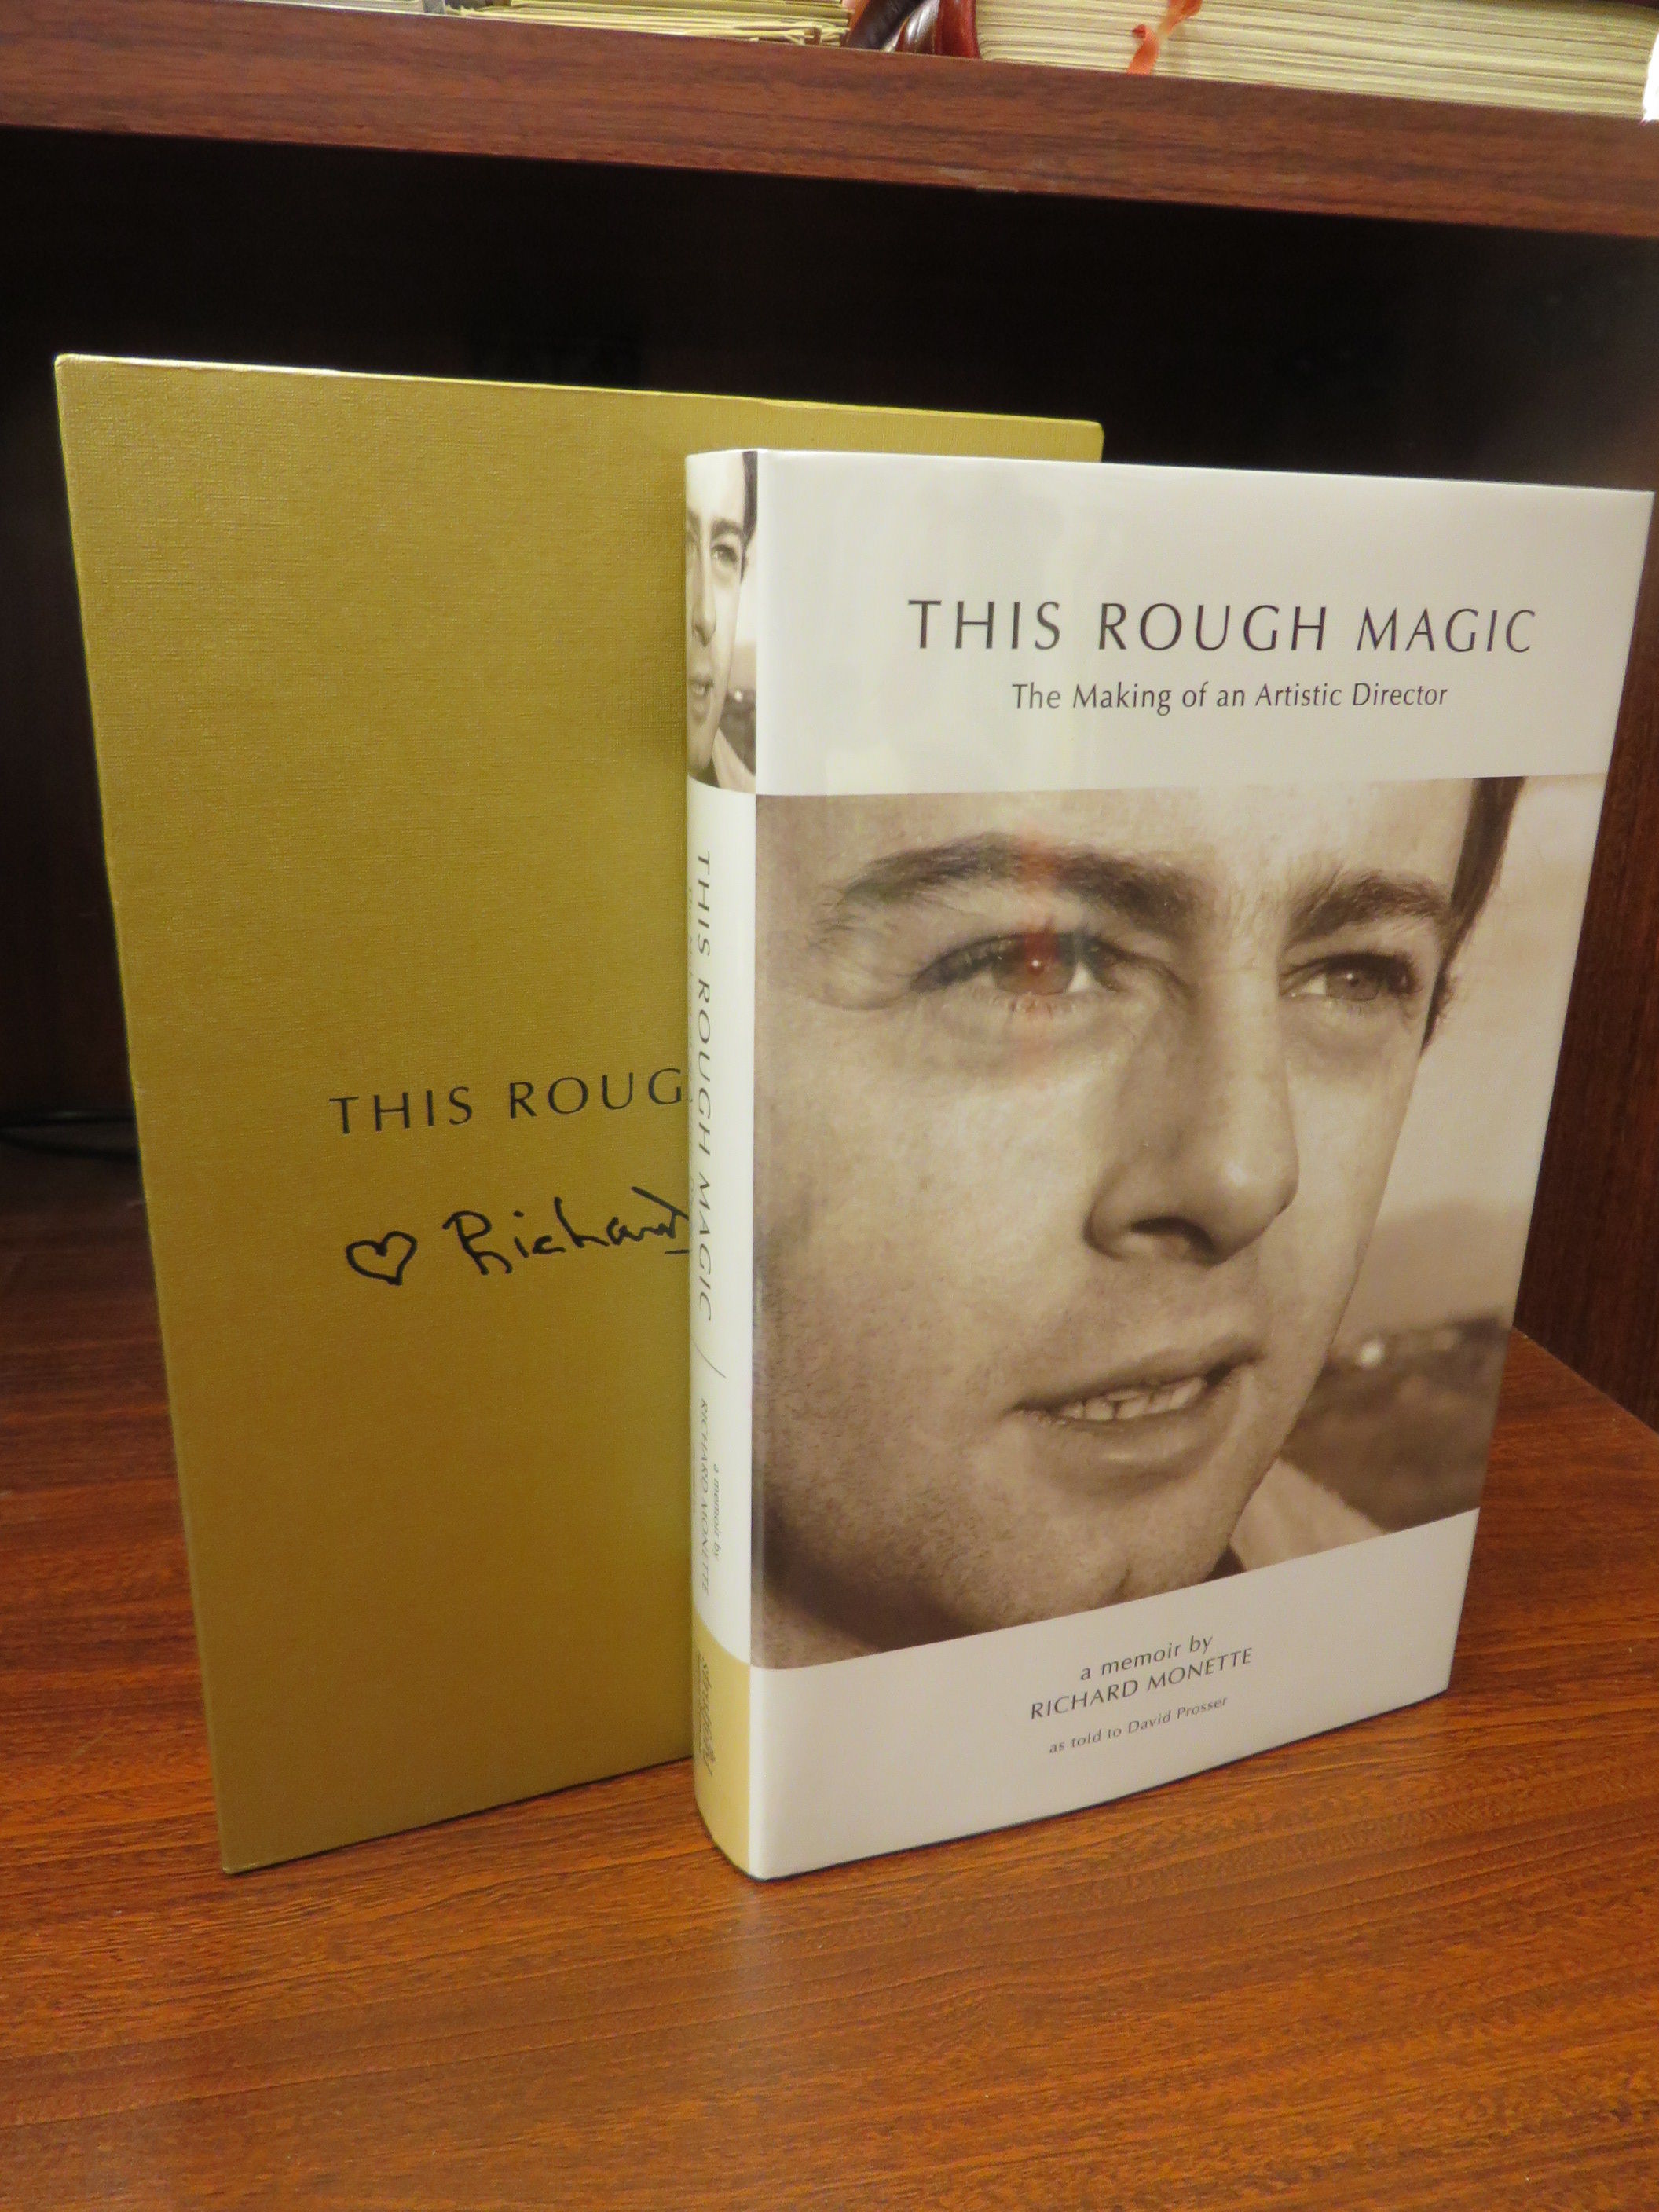 THIS ROUGH MAGIC
The Making of an Artistic Director
a memoir by
RICHARD MONETTE
as told to David Prosser
THIS ROUGH MAGIC
a memoir by
RICHARD MONETTE
THIS ROUG
♡ Richard